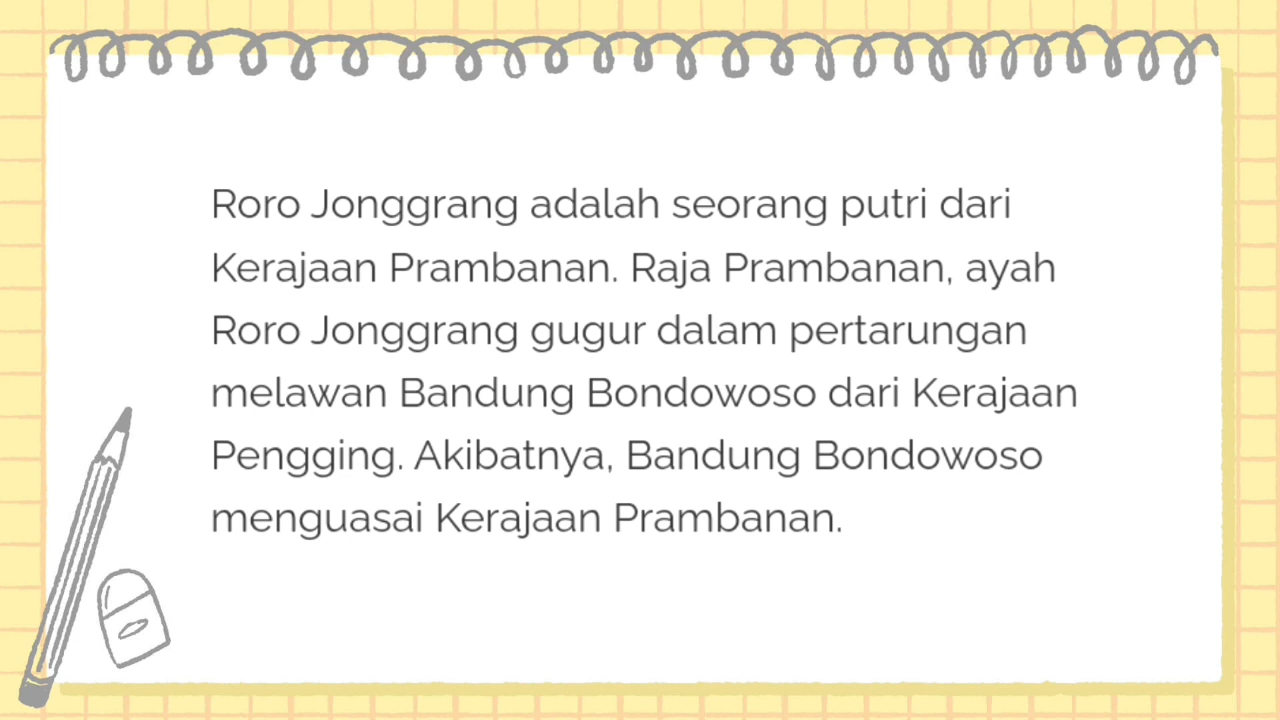 Roro Jonggrang adalah seorang putri dari
Kerajaan Prambanan. Raja Prambanan, ayah
Roro Jonggrang gugur dalam pertarungan
melawan Bandung Bondowoso dari Kerajaan
Pengging. Akibatnya, Bandung Bondowoso
menguasai Kerajaan Prambanan.